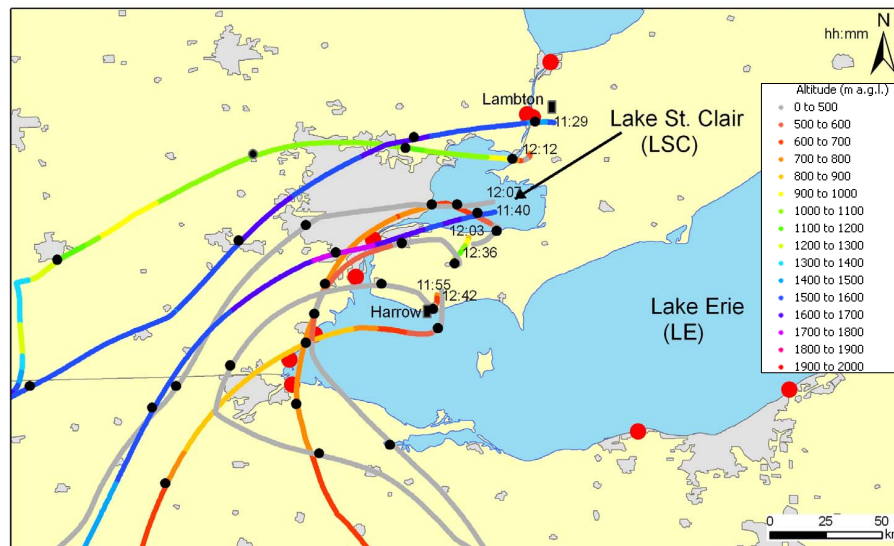 N
hh:mm
Altitude (m a.g.l.)
0 to 500
500 to 600
600 to 700
700 to 800
800 to 900
900 to 1000
1000 to 1100
1100 to 1200
1200 to 1300
1300 to 1400
1400 to 1500
1500 to 1600
1600 to 1700
1700 to 1800
1800 to 1900
1900 to 2000
Lambton
11:29
Lake St. Clair
(LSC)
12:12
12:07
11:40
12:03
12:36
11:55
12:42
Harrow
Lake Erie
(LE)
0 25 50
km